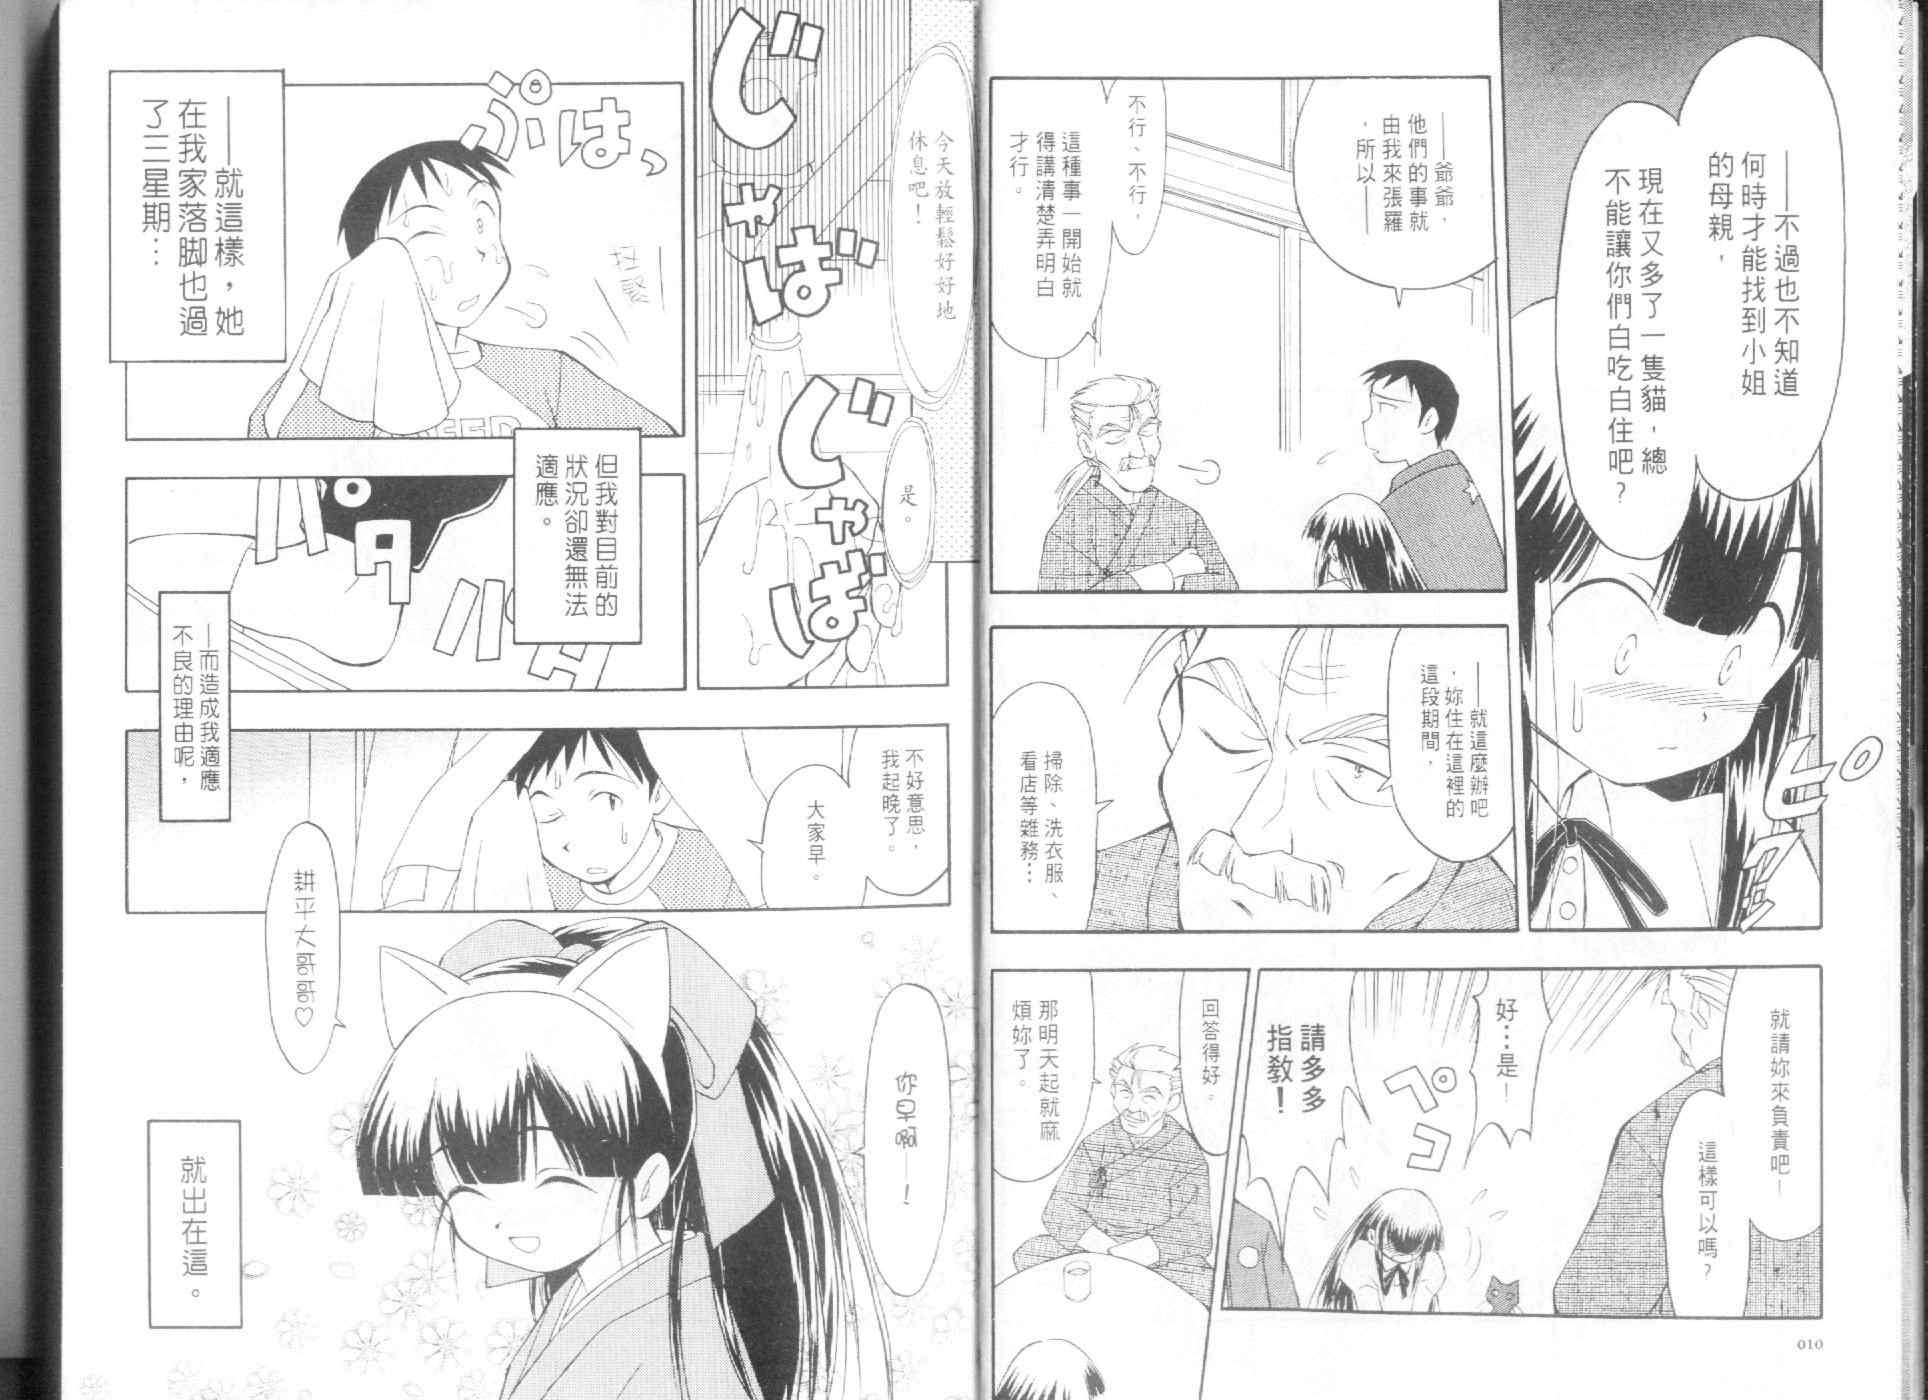 ——不過也不知道
何時才能找到小姐
的母親，
現在又多了一隻貓，總
不能讓你們白吃白住吧？
ピ
——爺爺，
他們的事就
由我來張羅
，所以——
不行、不行，
這種事一開始就
得講清楚弄明白
才行。
——就這麼辦吧
，妳住在這裡的
這段期間，
掃除、洗衣服、
看店等雜務…
就請妳來負責吧—
這樣可以嗎？
好…是—
ペコ
請多多
指教！
回答得好。
那明天起就麻
煩妳了。
010
じゃばじゃば
今天放輕鬆好好地
休息吧！
是。
ぷは、
——就這樣，她
在我家落脚也過
了三星期…
但我對目前的
狀況卻還無法
適應。
パタ
パタ
—而造成我適應
不良的理由呢，
不好意思，
我起晚了。
大家早。
耕平大哥哥♡
你早啊！
就出在這。